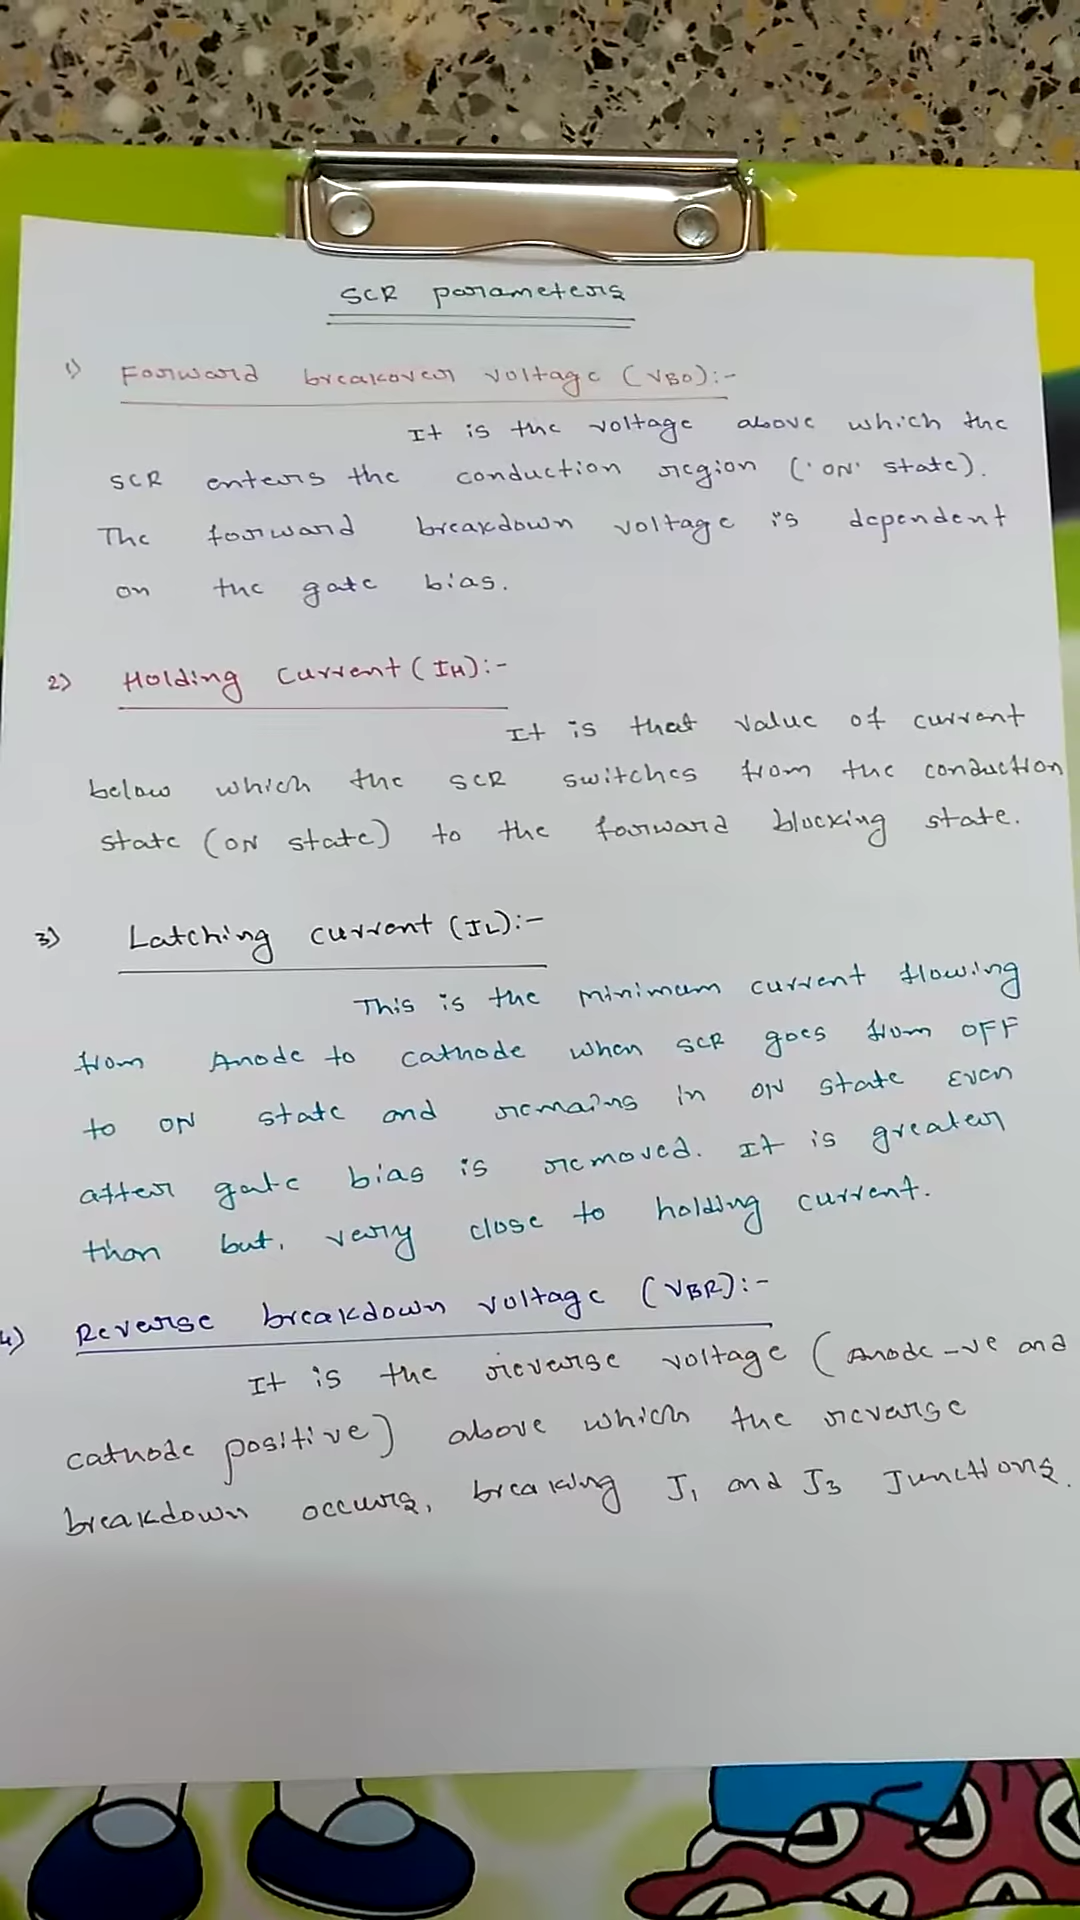 SCR parameters
1) Forward breakover voltage (VBO):-
It is the voltage above which the
SCR enters the conduction region ('ON' state).
The forward breakdown voltage is dependent
on the gate bias.
2) Holding current (IH):-
It is that value of current
below which the SCR switches from the conduction
state (ON state) to the forward blocking state.
3) Latching current (IL):-
This is the minimum current flowing
from Anode to cathode when SCR goes from OFF
to ON state and remains in ON state Even
after gate bias is removed. It is greater
than but, very close to holding current.
4) Reverse breakdown voltage (VBR):-
It is the reverse voltage (Anode -ve and
cathode positive) above which the reverse
breakdown occurs, breaking J1 and J3 Junctions.